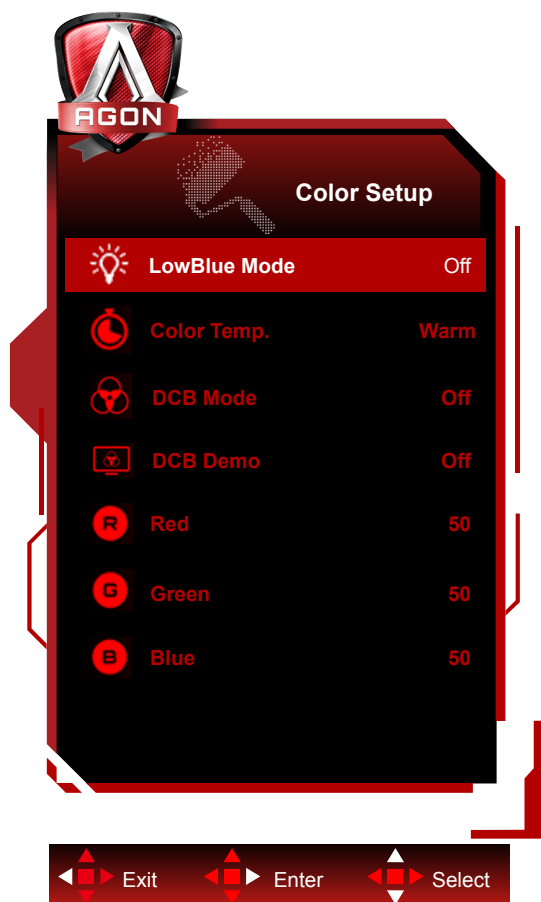 AGON
Color Setup
LowBlue Mode Off
Color Temp. Warm
DCB Mode Off
DCB Demo Off
R Red 50
G Green 50
B Blue 50
Exit Enter Select